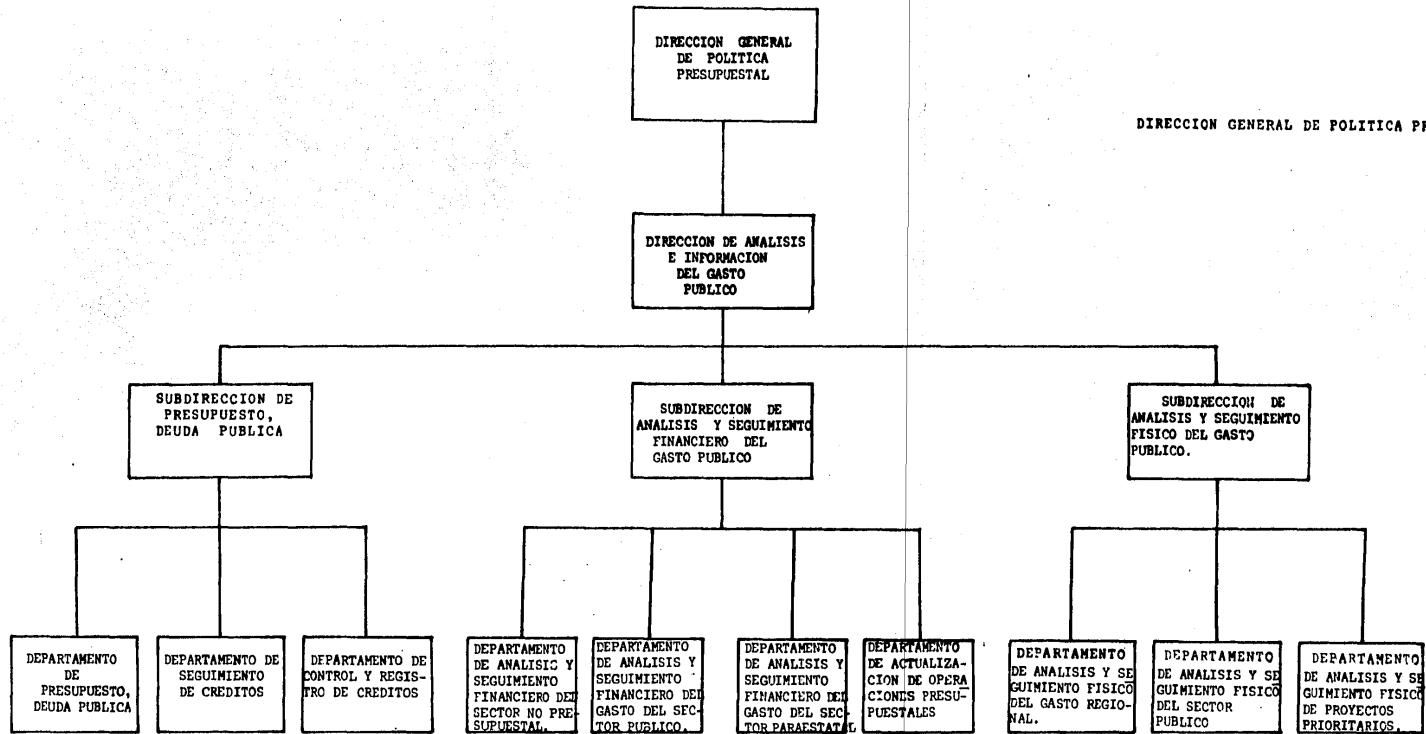 DIRECCION GENERAL
DE POLITICA
PRESUPUESTAL
DIRECCION GENERAL DE POLITICA
DIRECCION DE ANALISIS
E INFORMACION
DEL GASTO
PUBLICO
SUBDIRECCION DE
PRESUPUESTO,
DEUDA PUBLICA
SUBDIRECCION DE
ANALISIS Y SEGUIMIENTO
FINANCIERO DEL
GASTO PUBLICO
SUBDIRECCION DE
ANALISIS Y SEGUIMIENTO
FISICO DEL GASTO
PUBLICO.
DEPARTAMENTO
DE
PRESUPUESTO,
DEUDA PUBLICA
DEPARTAMENTO DE
SEGUIMIENTO
DE CREDITOS
DEPARTAMENTO DE
CONTROL Y REGIS-
TRO DE CREDITOS
DEPARTAMENTO
DE ANALISIS Y
SEGUIMIENTO
FINANCIERO DEL
SECTOR NO PRE-
SUPUESTAL.
DEPARTAMENTO
DE ANALISIS Y
SEGUIMIENTO
FINANCIERO DEL
GASTO DEL SEC-
TOR PUBLICO.
DEPARTAMENTO
DE ANALISIS Y
SEGUIMIENTO
FINANCIERO DEL
GASTO DEL SEC-
TOR PARAESTATAL
DEPARTAMENTO
DE ACTUALIZA-
CION DE OPERA
CIONES PRESU-
PUESTALES
DEPARTAMENTO
DE ANALISIS Y SE
GUIMIENTO FISICO
DEL GASTO REGIO-
NAL.
DEPARTAMENTO
DE ANALISIS Y SE
GUIMIENTO FISICO
DEL SECTOR
PUBLICO
DEPARTAMENTO
DE ANALISIS Y SE
GUIMIENTO FISICO
DE PROYECTOS
PRIORITARIOS.